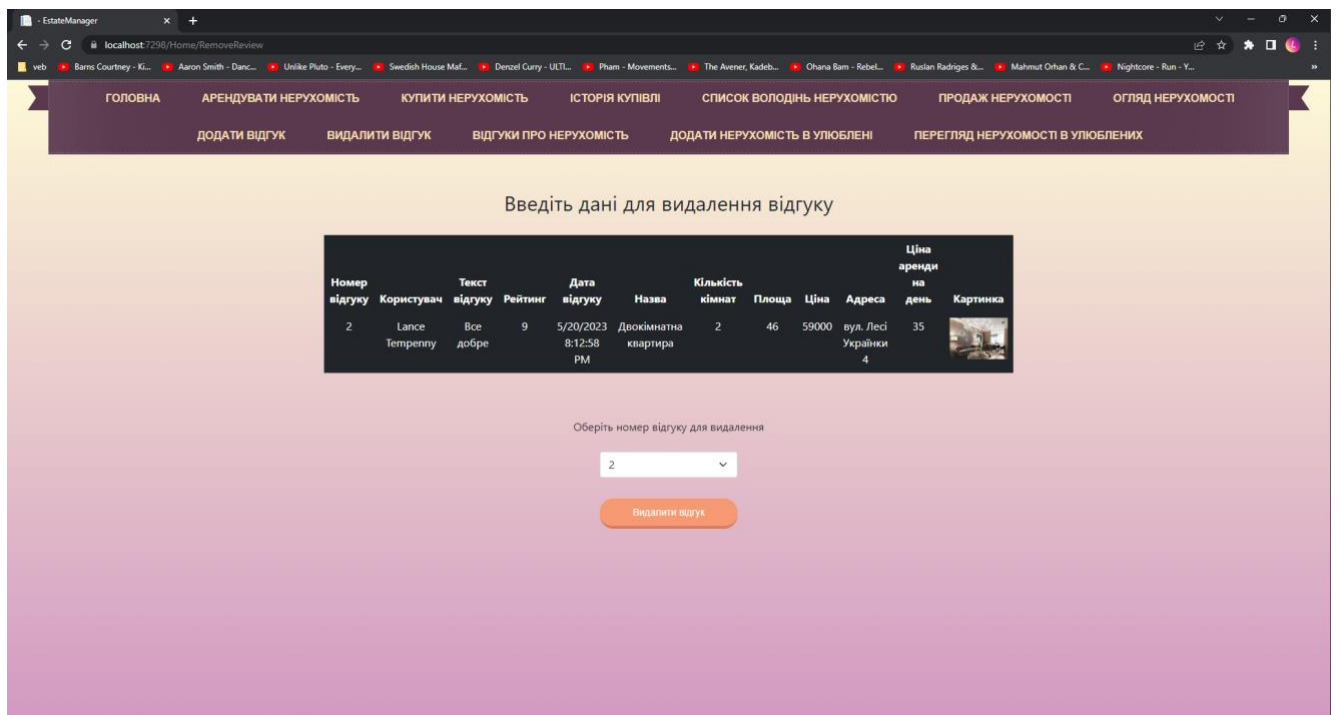 - EstateManager
localhost:7298/Home/RemoveReview
veb Barns Courtney - Ki... Aaron Smith - Danc... Unlike Pluto - Every... Swedish House Maf... Denzel Curry - ULTI... Pham - Movements... The Avener, Kadeb... Ohana Bam - Rebel... Ruslan Radriges &... Mahmut Orhan & C... Nightcore - Run - Y... »
ГОЛОВНА АРЕНДУВАТИ НЕРУХОМІСТЬ КУПИТИ НЕРУХОМІСТЬ ІСТОРІЯ КУПІВЛІ СПИСОК ВОЛОДІНЬ НЕРУХОМІСТЮ ПРОДАЖ НЕРУХОМОСТІ ОГЛЯД НЕРУХОМОСТІ
ДОДАТИ ВІДГУК ВИДАЛИТИ ВІДГУК ВІДГУКИ ПРО НЕРУХОМІСТЬ ДОДАТИ НЕРУХОМІСТЬ В УЛЮБЛЕНІ ПЕРЕГЛЯД НЕРУХОМОСТІ В УЛЮБЛЕНИХ
Введіть дані для видалення відгуку
Ціна
аренди
Номер Текст Дата Кількість на
відгуку Користувач відгуку Рейтинг відгуку Назва кімнат Площа Ціна Адреса день Картинка
2 Lance Все 9 5/20/2023 Двокімнатна 2 46 59000 вул. Лесі 35
Tempenny добре 8:12:58 квартира Українки
PM 4
Оберіть номер відгуку для видалення
2
Видалити відгук